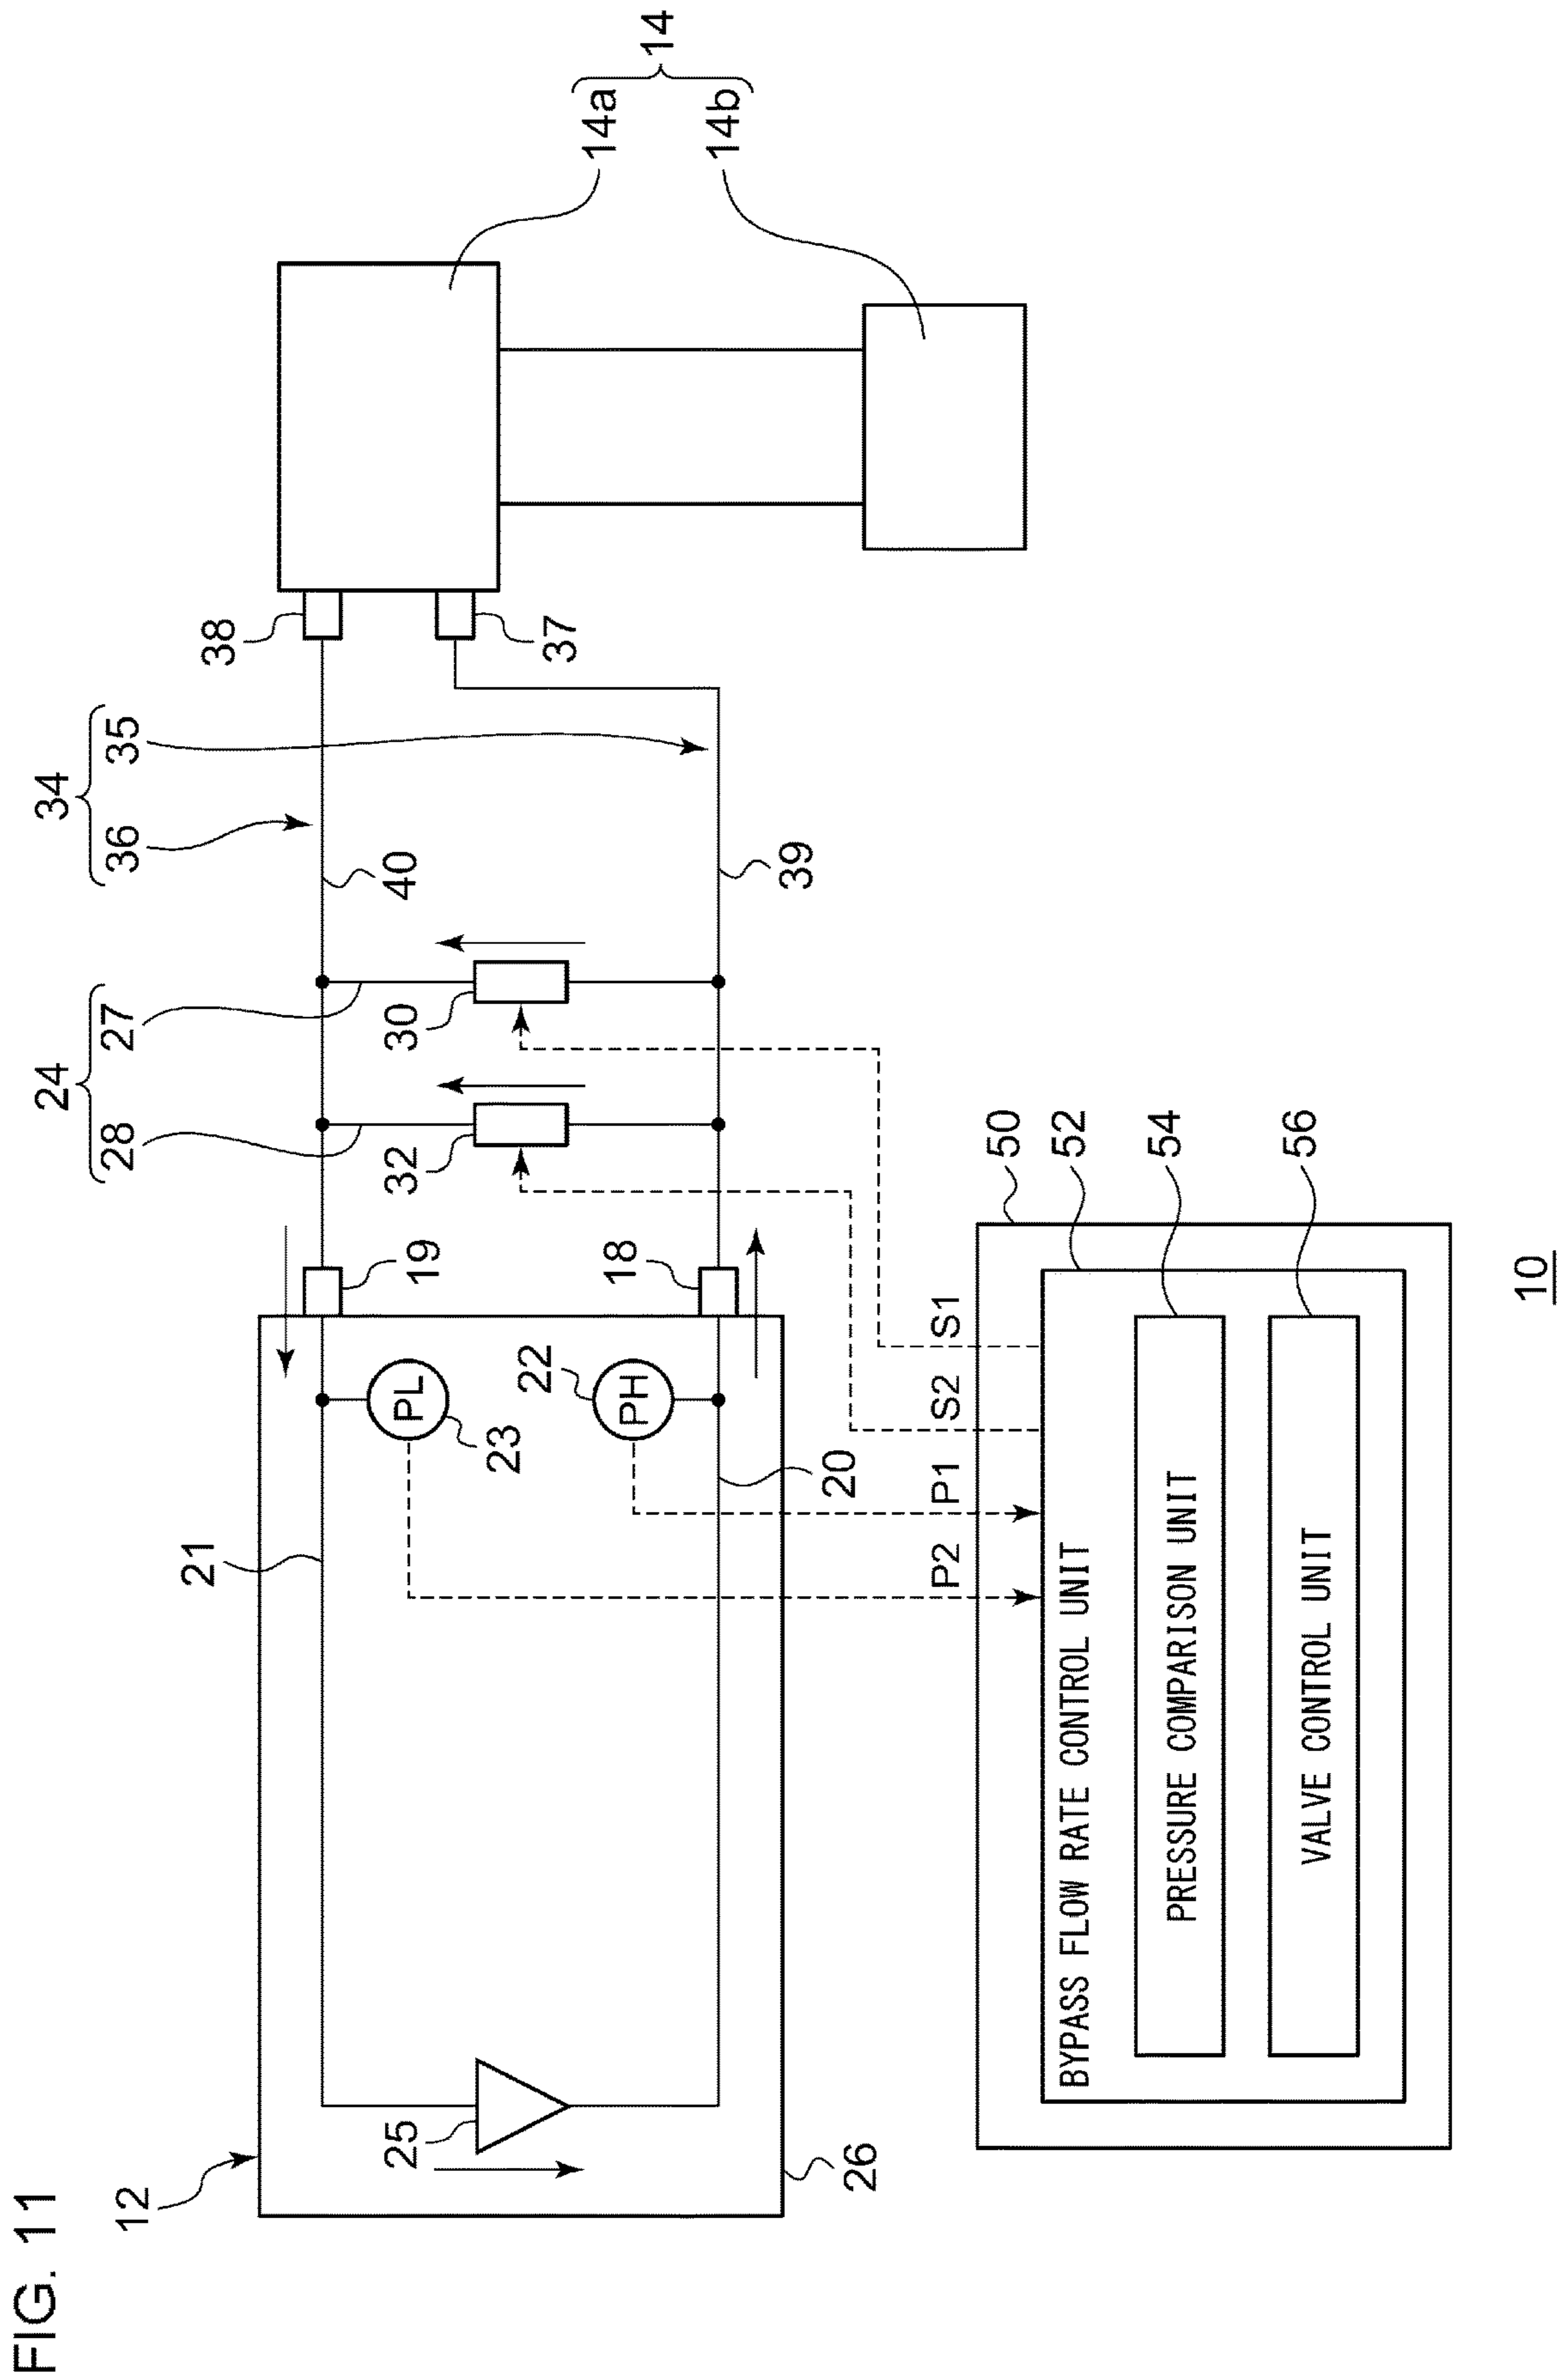 FIG. 11
12
24
28
27
34
36
35
21
38
25
32
30
40
PL
19
23
22
37
14a
14
14b
PH
18
39
20
26
P2
P1
S2
S1
50
52
BYPASS FLOW RATE CONTROL UNIT
54
PRESSURE COMPARISON UNIT
56
VALVE CONTROL UNIT
10